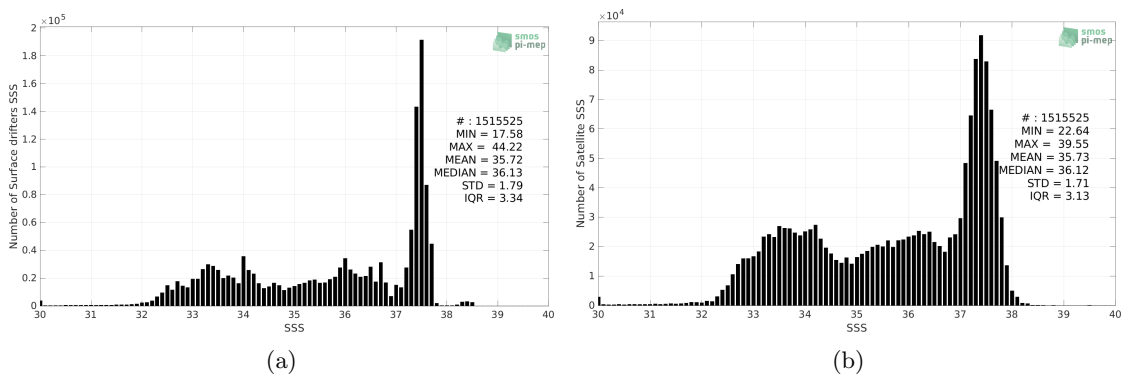 ×10⁵
smos
pi-mep
Number of Surface drifters SSS
2
1.8
1.6
1.4
1.2
1
0.8
0.6
0.4
0.2
0
# : 1515525
MIN = 17.58
MAX = 44.22
MEAN = 35.72
MEDIAN = 36.13
STD = 1.79
IQR = 3.34
30 31 32 33 34 35 36 37 38 39 40
SSS
(a)
×10⁴
smos
pi-mep
Number of Satellite SSS
9
8
7
6
5
4
3
2
1
0
# : 1515525
MIN = 22.64
MAX = 39.55
MEAN = 35.73
MEDIAN = 36.12
STD = 1.71
IQR = 3.13
30 31 32 33 34 35 36 37 38 39 40
SSS
(b)